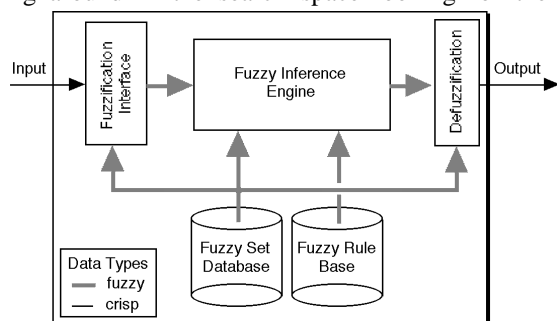 Input
Fuzzification
Interface
Fuzzy Inference
Engine
Defuzzification
Output
Fuzzy Set
Database
Fuzzy Rule
Base
Data Types
fuzzy
crisp